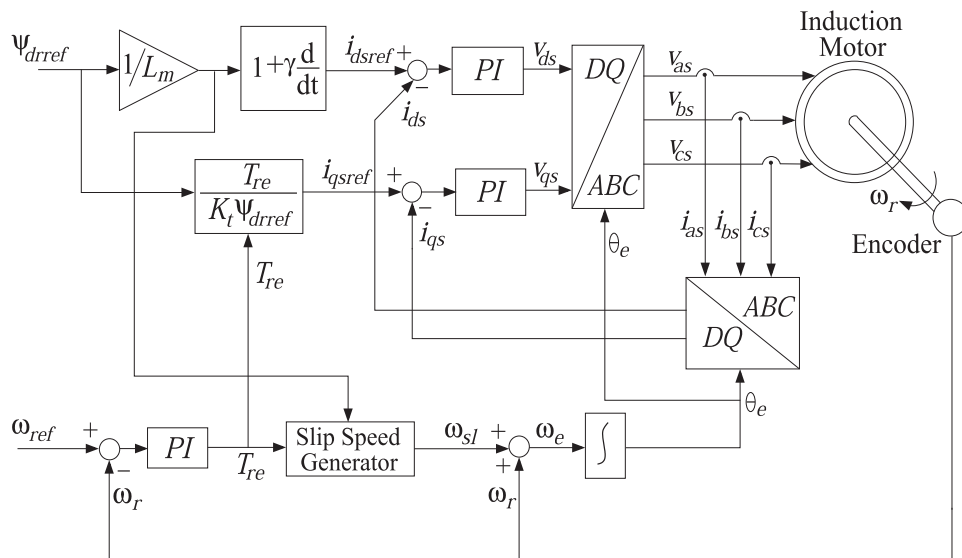 Induction
Motor
ψdrref
1/Lm
1+γ d/dt
idsref
+
−
ids
PI
vds
DQ
ABC
vas
vbs
vcs
Tre
Kt ψdrref
iqsref
+
−
iqs
PI
vqs
ωr
Encoder
θe
ias
ibs
ics
ABC
DQ
Tre
θe
ωref
+
−
ωr
PI
Tre
Slip Speed
Generator
ωsl
+
+
ωr
ωe
∫